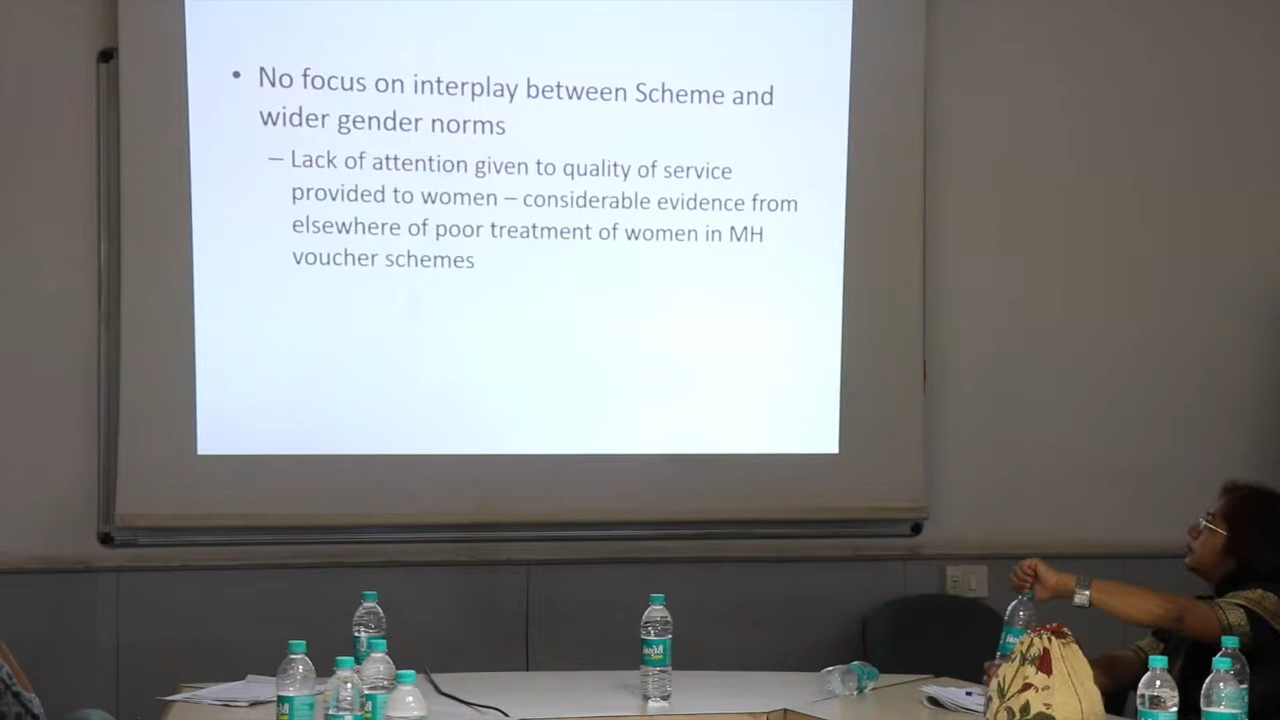 • No focus on interplay between Scheme and
wider gender norms
– Lack of attention given to quality of service
provided to women – considerable evidence from
elsewhere of poor treatment of women in MH
voucher schemes